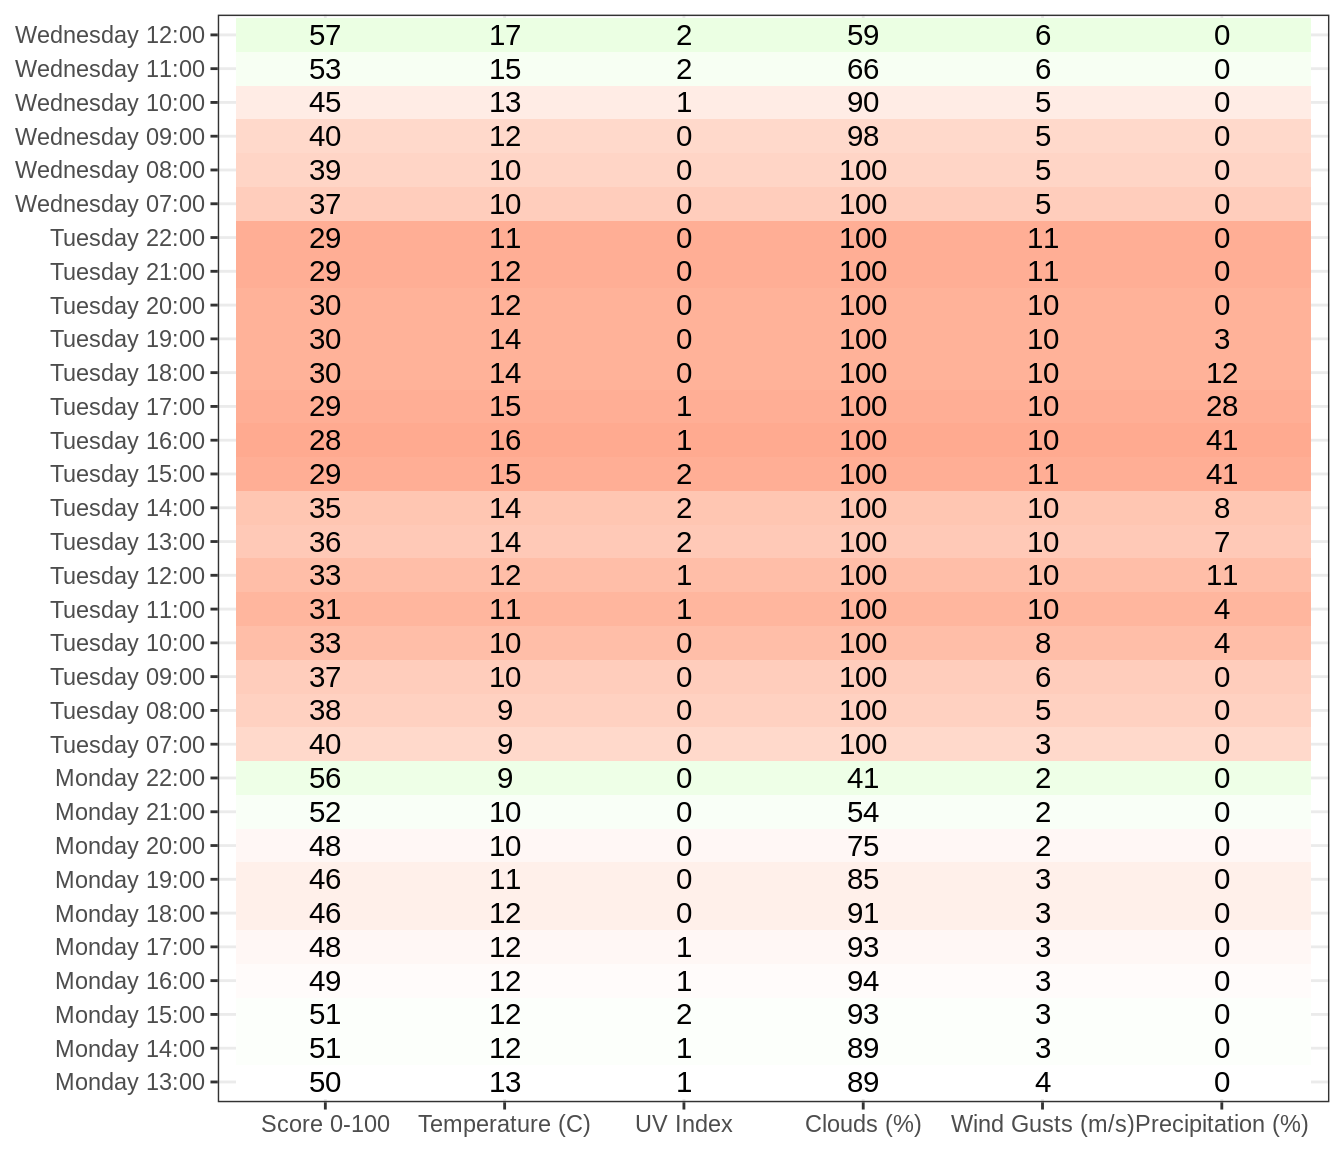 Wednesday 12:00 57 17 2 59 6 0
Wednesday 11:00 53 15 2 66 6 0
Wednesday 10:00 45 13 1 90 5 0
Wednesday 09:00 40 12 0 98 5 0
Wednesday 08:00 39 10 0 100 5 0
Wednesday 07:00 37 10 0 100 5 0
Tuesday 22:00 29 11 0 100 11 0
Tuesday 21:00 29 12 0 100 11 0
Tuesday 20:00 30 12 0 100 10 0
Tuesday 19:00 30 14 0 100 10 3
Tuesday 18:00 30 14 0 100 10 12
Tuesday 17:00 29 15 1 100 10 28
Tuesday 16:00 28 16 1 100 10 41
Tuesday 15:00 29 15 2 100 11 41
Tuesday 14:00 35 14 2 100 10 8
Tuesday 13:00 36 14 2 100 10 7
Tuesday 12:00 33 12 1 100 10 11
Tuesday 11:00 31 11 1 100 10 4
Tuesday 10:00 33 10 0 100 8 4
Tuesday 09:00 37 10 0 100 6 0
Tuesday 08:00 38 9 0 100 5 0
Tuesday 07:00 40 9 0 100 3 0
Monday 22:00 56 9 0 41 2 0
Monday 21:00 52 10 0 54 2 0
Monday 20:00 48 10 0 75 2 0
Monday 19:00 46 11 0 85 3 0
Monday 18:00 46 12 0 91 3 0
Monday 17:00 48 12 1 93 3 0
Monday 16:00 49 12 1 94 3 0
Monday 15:00 51 12 2 93 3 0
Monday 14:00 51 12 1 89 3 0
Monday 13:00 50 13 1 89 4 0
Score 0-100 Temperature (C) UV Index Clouds (%) Wind Gusts (m/s) Precipitation (%)